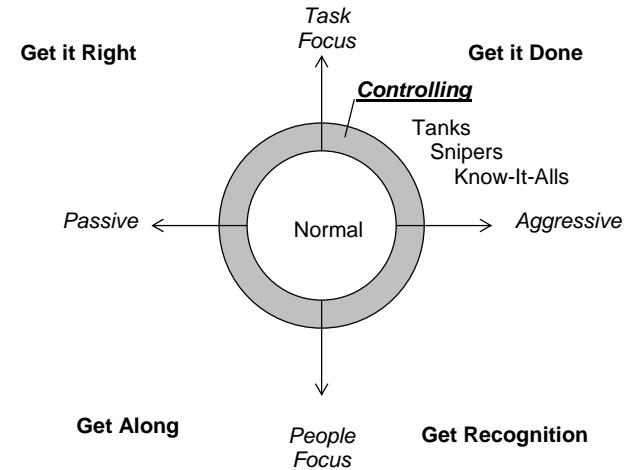 Task
Focus
Get it Right
Get it Done
Controlling
Tanks
Snipers
Know-It-Alls
Passive
Normal
Aggressive
Get Along
People
Focus
Get Recognition